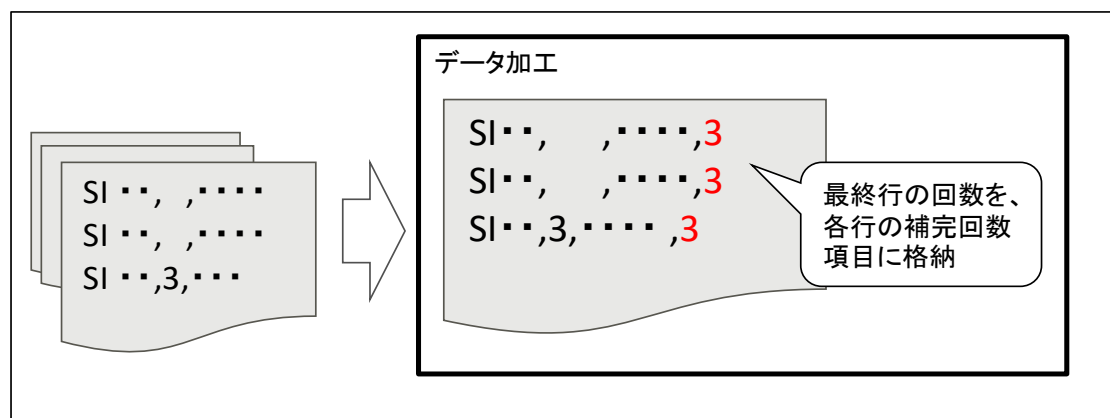 データ加工
SI・・, ,・・・・,3
SI・・, ,・・・・,3
SI・・,3,・・・・ ,3
最終行の回数を、
各行の補完回数
項目に格納
SI ・・, ,・・・・
SI ・・, ,・・・・
SI ・・,3,・・・